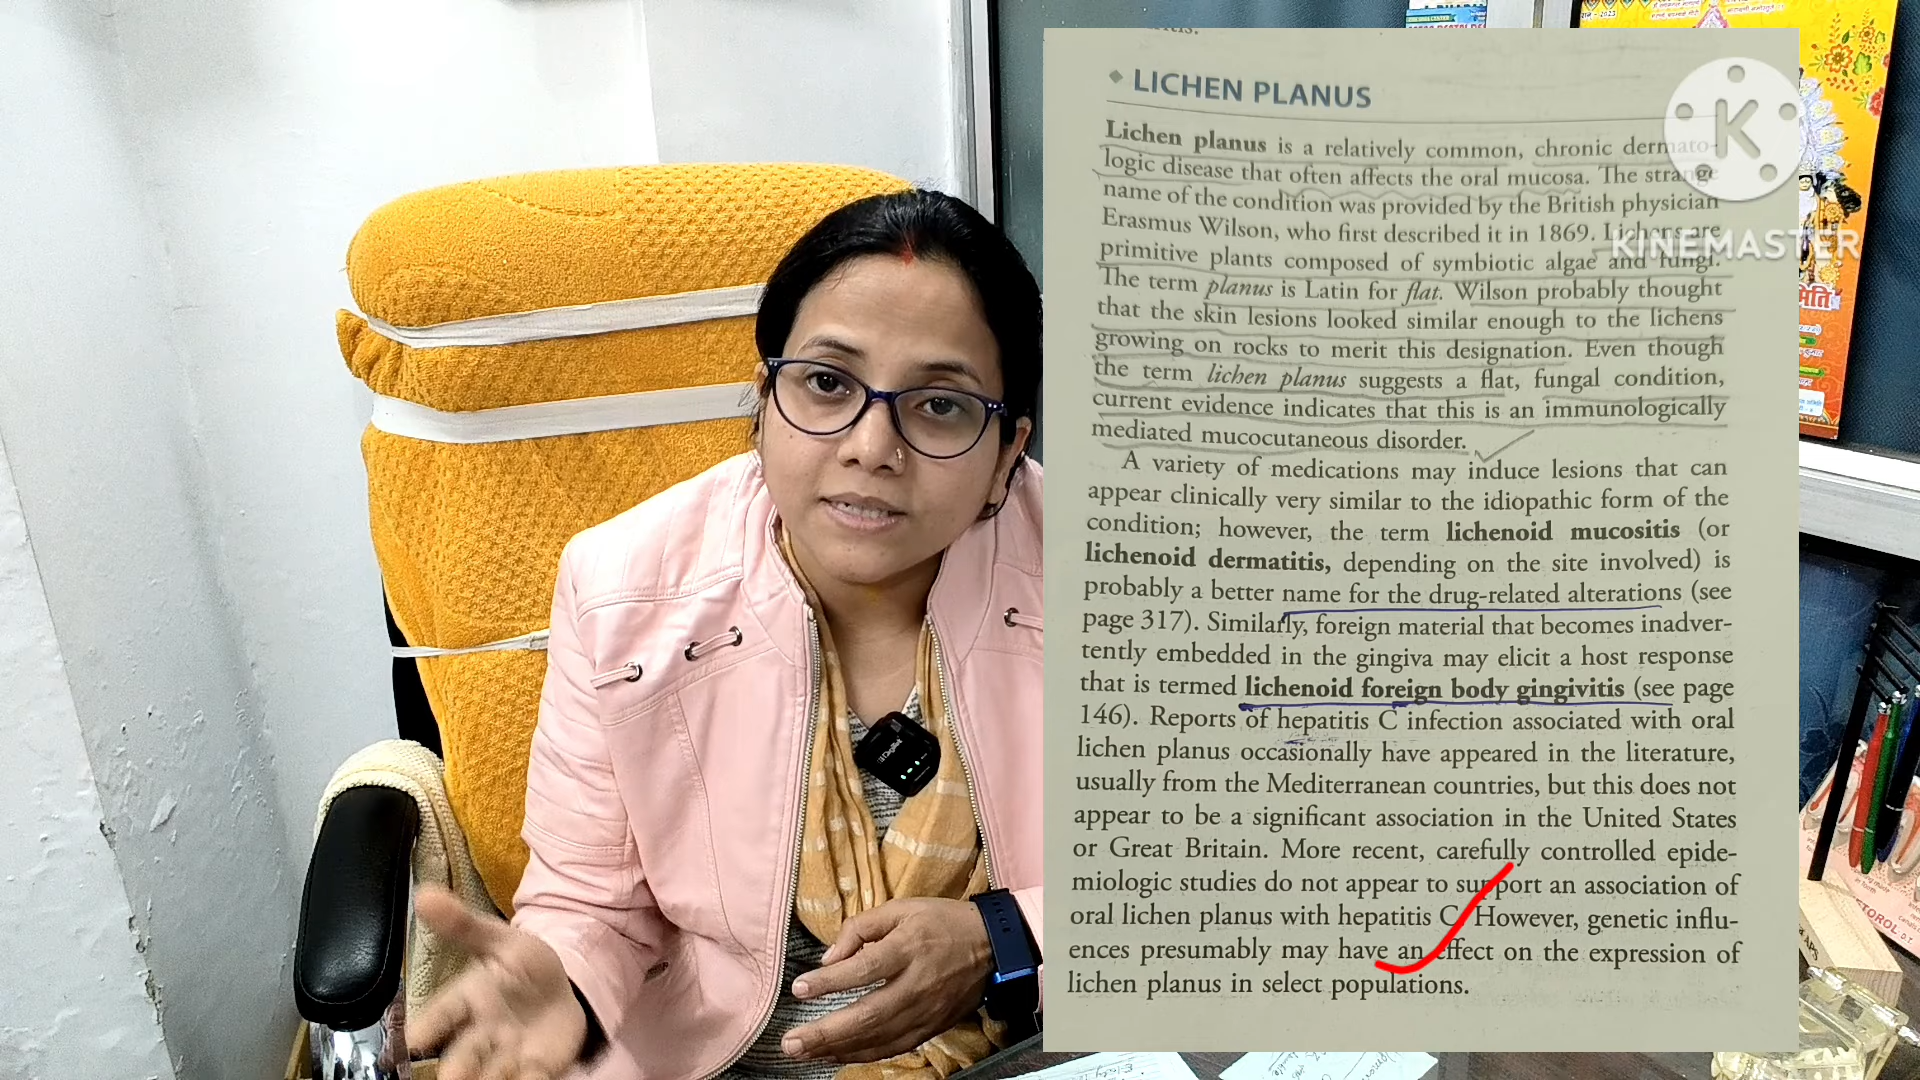 LICHEN PLANUS
Lichen planus is a relatively common, chronic dermato-
logic disease that often affects the oral mucosa. The strange
name of the condition was provided by the British physician
Erasmus Wilson, who first described it in 1869. Lichens are
primitive plants composed of symbiotic algae and fungi.
The term planus is Latin for flat. Wilson probably thought
that the skin lesions looked similar enough to the lichens
growing on rocks to merit this designation. Even though
the term lichen planus suggests a flat, fungal condition,
current evidence indicates that this is an immunologically
mediated mucocutaneous disorder.
A variety of medications may induce lesions that can
appear clinically very similar to the idiopathic form of the
condition; however, the term lichenoid mucositis (or
lichenoid dermatitis, depending on the site involved) is
probably a better name for the drug-related alterations (see
page 317). Similarly, foreign material that becomes inadver-
tently embedded in the gingiva may elicit a host response
that is termed lichenoid foreign body gingivitis (see page
146). Reports of hepatitis C infection associated with oral
lichen planus occasionally have appeared in the literature,
usually from the Mediterranean countries, but this does not
appear to be a significant association in the United States
or Great Britain. More recent, carefully controlled epide-
miologic studies do not appear to support an association of
oral lichen planus with hepatitis C. However, genetic influ-
ences presumably may have an effect on the expression of
lichen planus in select populations.
K
KINEMASTER
2025
मिति
KETOROL D.T.